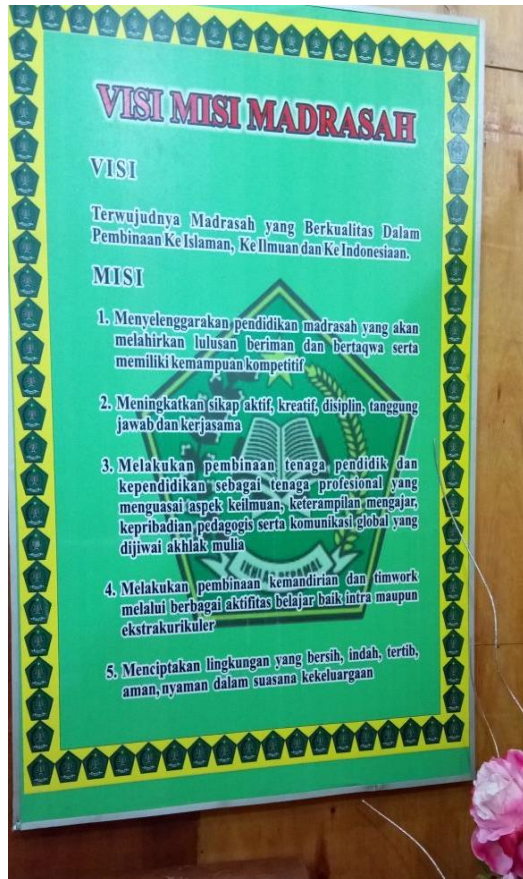 VISI MISI MADRASAH
VISI
Terwujudnya Madrasah yang Berkualitas Dalam
Pembinaan Ke Islaman, Ke Ilmuan dan Ke Indonesiaan.
MISI
1. Menyelenggarakan pendidikan madrasah yang akan
melahirkan lulusan beriman dan bertaqwa serta
memiliki kemampuan kompetitif
2. Meningkatkan sikap aktif, kreatif, disiplin, tanggung
jawab dan kerjasama
3. Melakukan pembinaan tenaga pendidik dan
kependidikan sebagai tenaga profesional yang
menguasai aspek keilmuan, keterampilan mengajar,
kepribadian pedagogis serta komunikasi global yang
dijiwai akhlak mulia
IKHLAS BERAMAL
4. Melakukan pembinaan kemandirian dan timwork
melalui berbagai aktifitas belajar baik intra maupun
ekstrakurikuler
5. Menciptakan lingkungan yang bersih, indah, tertib,
aman, nyaman dalam suasana kekeluargaan